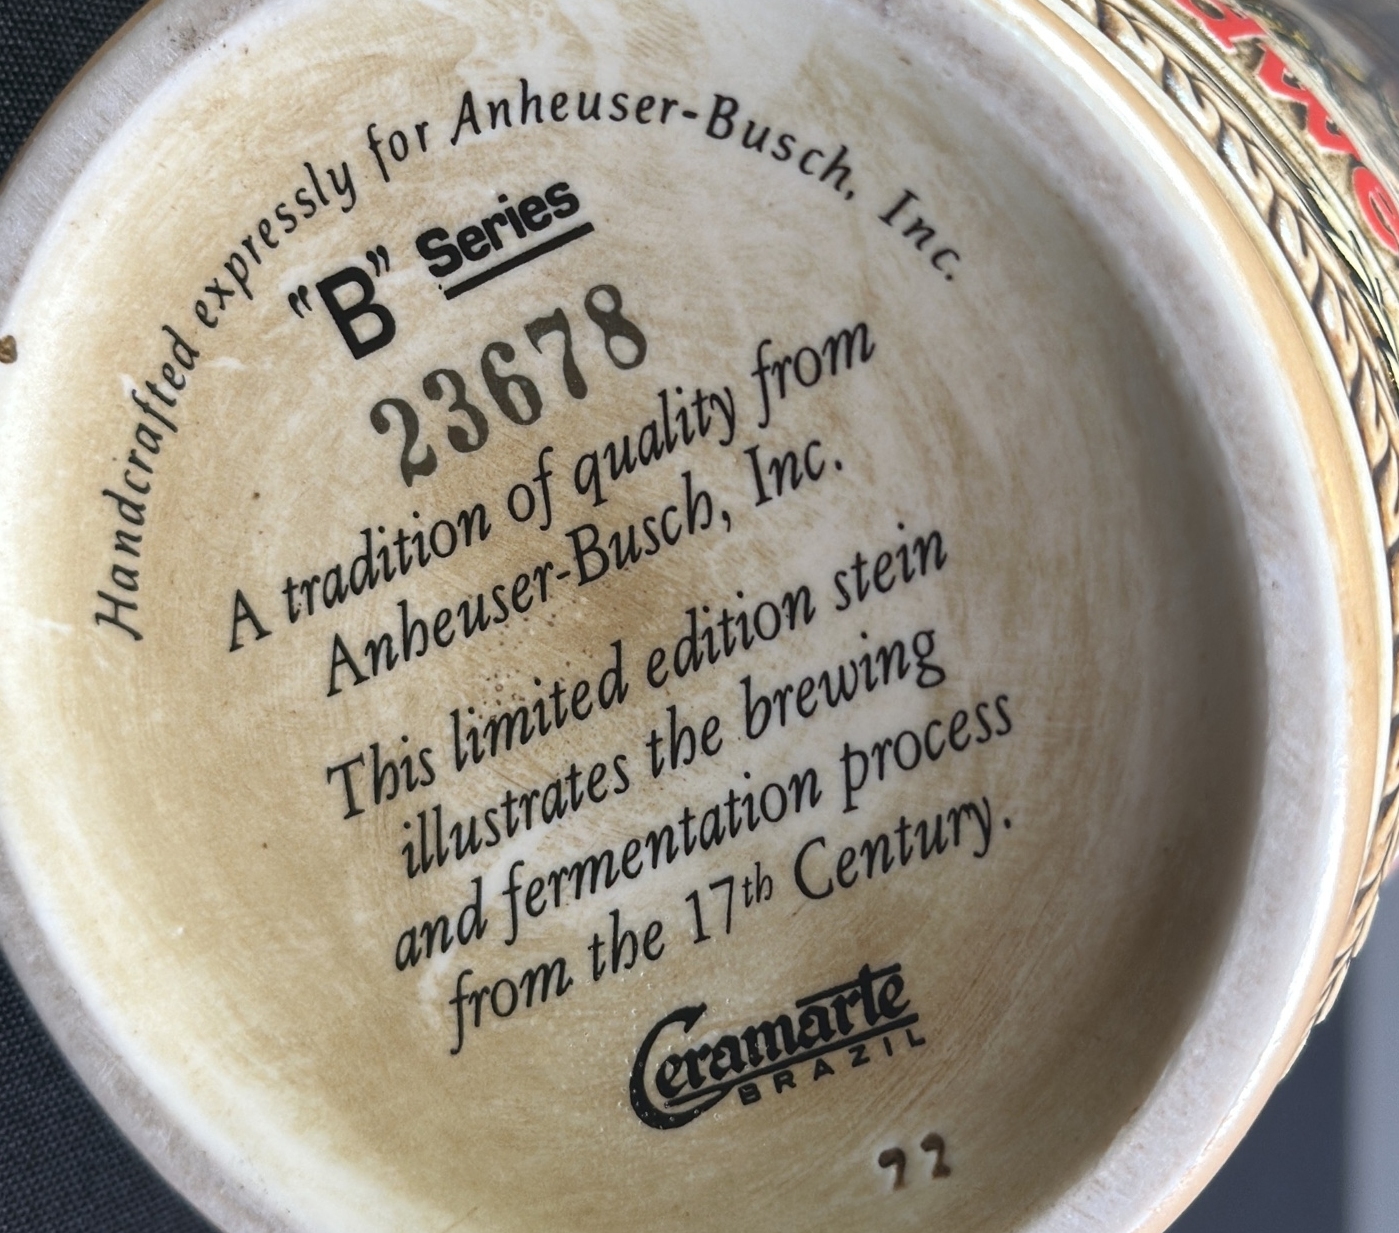 Handcrafted expressly for Anheuser-Busch, Inc.
"B" Series
23678
A tradition of quality from
Anheuser-Busch, Inc.
This limited edition stein
illustrates the brewing
and fermentation process
from the 17th Century.
Ceramarte
BRAZIL